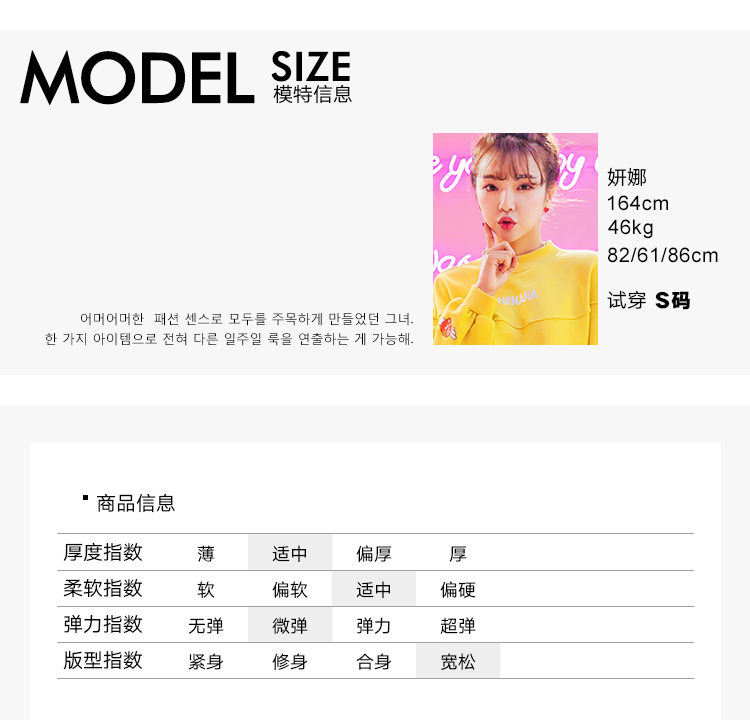 MODEL SIZE
模特信息
妍娜
164cm
46kg
82/61/86cm
试穿 S码
어머어머한 패션 센스로 모두를 주목하게 만들었던 그녀.
한 가지 아이템으로 전혀 다른 일주일 룩을 연출하는 게 가능해.
商品信息
厚度指数 薄 适中 偏厚 厚
柔软指数 软 偏软 适中 偏硬
弹力指数 无弹 微弹 弹力 超弹
版型指数 紧身 修身 合身 宽松